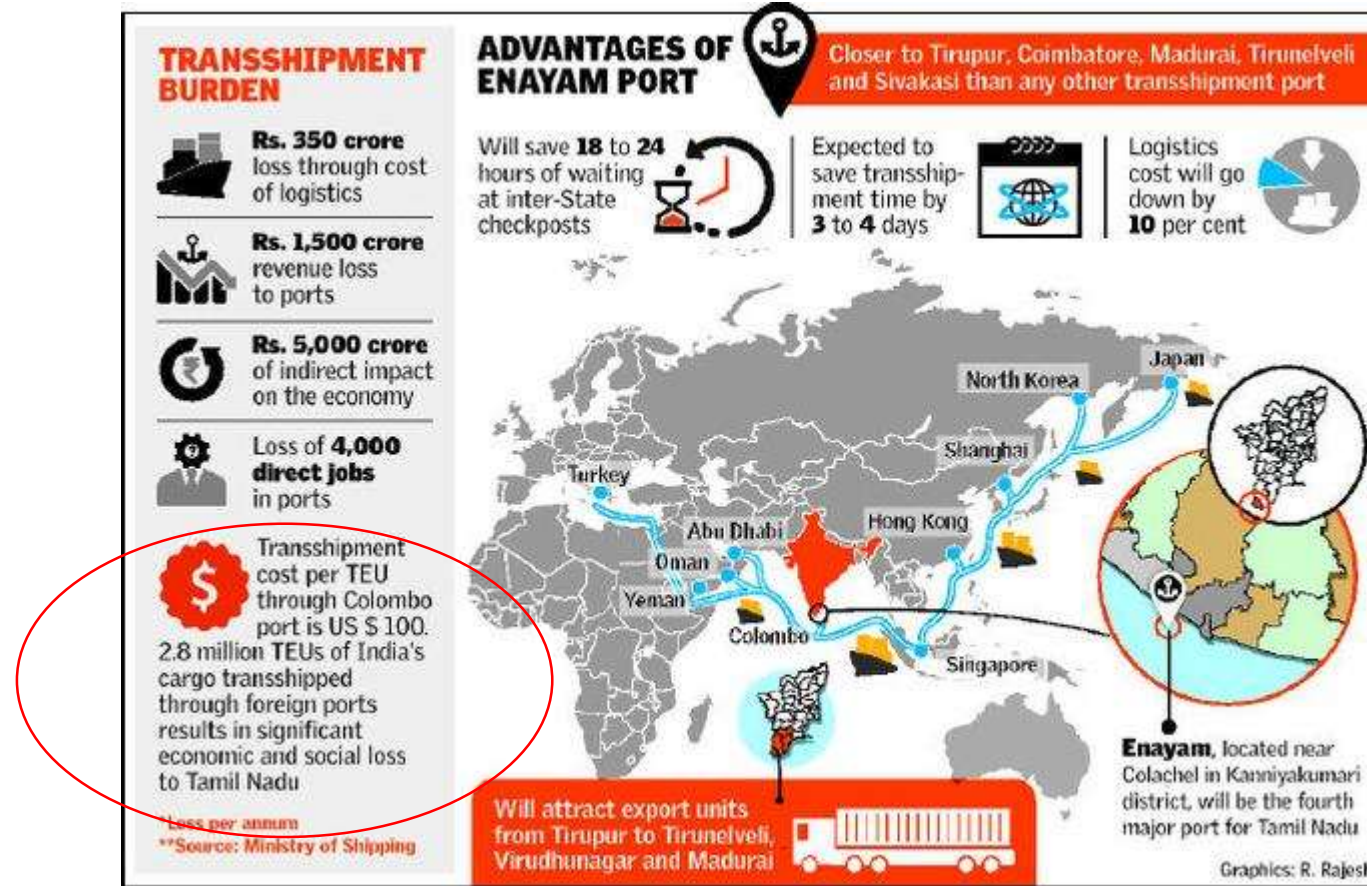 TRANSSHIPMENT
BURDEN
Rs. 350 crore
loss through cost
of logistics
Rs. 1,500 crore
revenue loss
to ports
Rs. 5,000 crore
of indirect impact
on the economy
Loss of 4,000
direct jobs
in ports
$
Transshipment
cost per TEU
through Colombo
port is US $ 100.
2.8 million TEUs of India's
cargo transshipped
through foreign ports
results in significant
economic and social loss
to Tamil Nadu
*Loss per annum
**Source: Ministry of Shipping
ADVANTAGES OF
ENAYAM PORT
Closer to Tirupur, Coimbatore, Madurai, Tirunelveli
and Sivakasi than any other transshipment port
Will save 18 to 24
hours of waiting
at inter-State
checkposts
Expected to
save transship-
ment time by
3 to 4 days
Logistics
cost will go
down by
10 per cent
Japan
North Korea
Shanghai
Turkey
Hong Kong
Abu Dhabi
Oman
Yeman
Colombo
Singapore
Enayam, located near
Colachel in Kanniyakumari
district, will be the fourth
major port for Tamil Nadu
Will attract export units
from Tirupur to Tirunelveli,
Virudhunagar and Madurai
Graphics: R. Rajesh